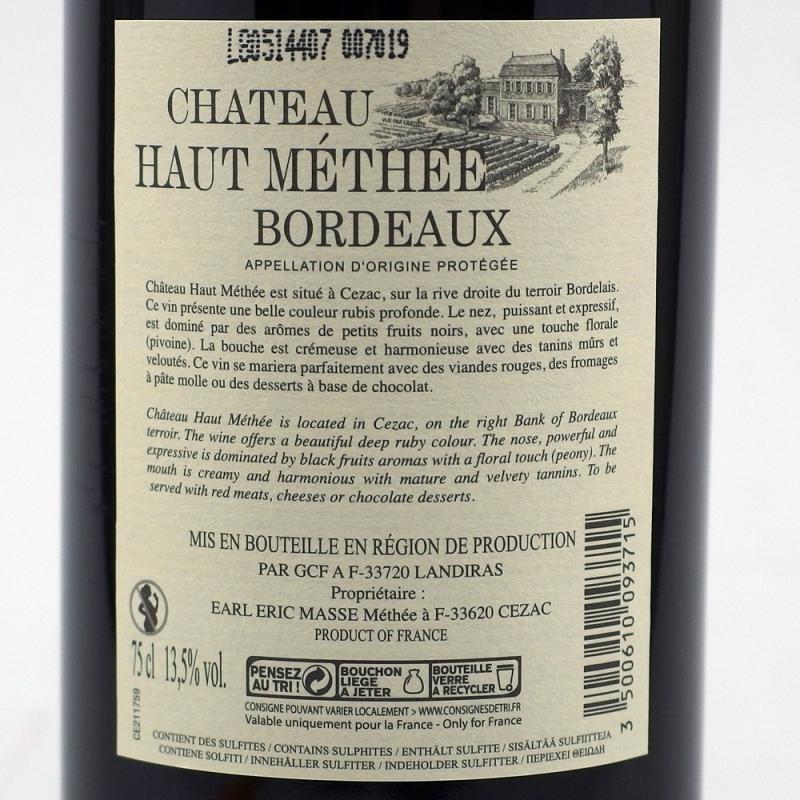 L80514407 007019
CHATEAU
VUE PAR L'ARTISTE
HAUT MÉTHÉE
BORDEAUX
APPELLATION D'ORIGINE PROTÉGÉE
Château Haut Méthée est situé à Cezac, sur la rive droite du terroir Bordelais.
Ce vin présente une belle couleur rubis profonde. Le nez, puissant et expressif,
est dominé par des arômes de petits fruits noirs, avec une touche florale
(pivoine). La bouche est crémeuse et harmonieuse avec des tanins mûrs et
veloutés. Ce vin se mariera parfaitement avec des viandes rouges, des fromages
à pâte molle ou des desserts à base de chocolat.
Château Haut Méthée is located in Cezac, on the right Bank of Bordeaux
terroir. The wine offers a beautiful deep ruby colour. The nose, powerful and
expressive is dominated by black fruits aromas with a floral touch (peony). The
mouth is creamy and harmonious with mature and velvety tannins. To be
served with red meats, cheeses or chocolate desserts.
MIS EN BOUTEILLE EN RÉGION DE PRODUCTION
PAR GCF A F-33720 LANDIRAS
Propriétaire :
EARL ERIC MASSE Méthée à F-33620 CEZAC
PRODUCT OF FRANCE
75 cl 13,5% vol.
PENSEZ
AU TRI !
BOUCHON
LIÈGE
À JETER
BOUTEILLE
VERRE
À RECYCLER
CONSIGNE POUVANT VARIER LOCALEMENT > WWW.CONSIGNESDETRI.FR
Valable uniquement pour la France - Only for France
CE211759
3 500610 093715
CONTIENT DES SULFITES / CONTAINS SULPHITES / ENTHÄLT SULFITE / SISÄLTÄÄ SULFIITTEJA
CONTIENE SOLFITI / INNEHÅLLER SULFITER / INDEHOLDER SULFITTER / ΠΕΡΙΕΧΕΙ ΘΕΙΩΔΗ